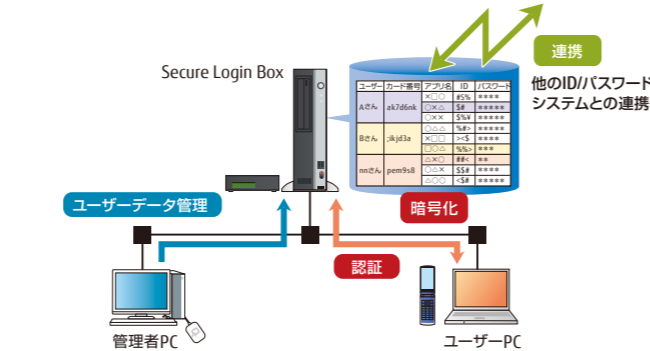 連携
他のID/パスワード
システムとの連携
Secure Login Box
ユーザー カード番号 アプリ名 ID パスワード
Aさん ak7d6nk ×□○ #S% ****
○×△ $# *****
○×× $%¥ *****
Bさん ;ikjd3a ○△△ %#> *****
×□□ ><$ ****
□○△ %%> ***
nnさん pem9s8 △×○ ##< **
○△× $$# ****
△○○ <$# *****
ユーザーデータ管理
暗号化
認証
管理者PC
ユーザーPC